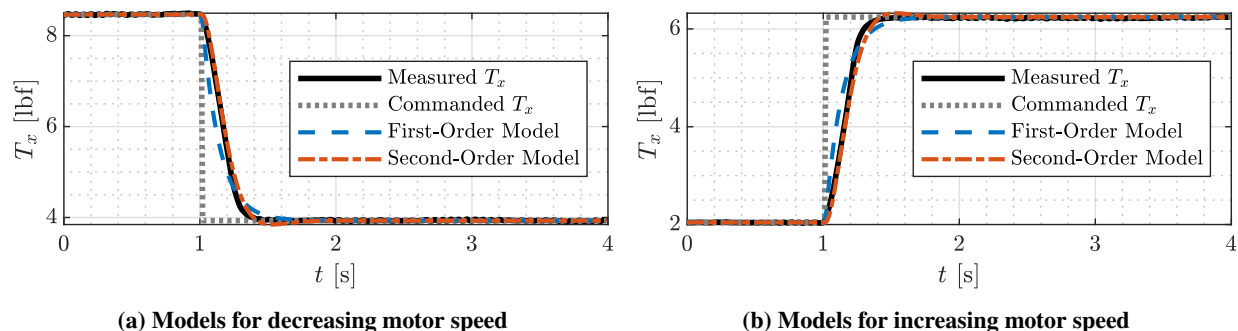 8
6
4
T_x [lbf]
Measured T_x
Commanded T_x
First-Order Model
Second-Order Model
0 1 2 3 4
t [s]
(a) Models for decreasing motor speed
6
4
2
T_x [lbf]
Measured T_x
Commanded T_x
First-Order Model
Second-Order Model
0 1 2 3 4
t [s]
(b) Models for increasing motor speed